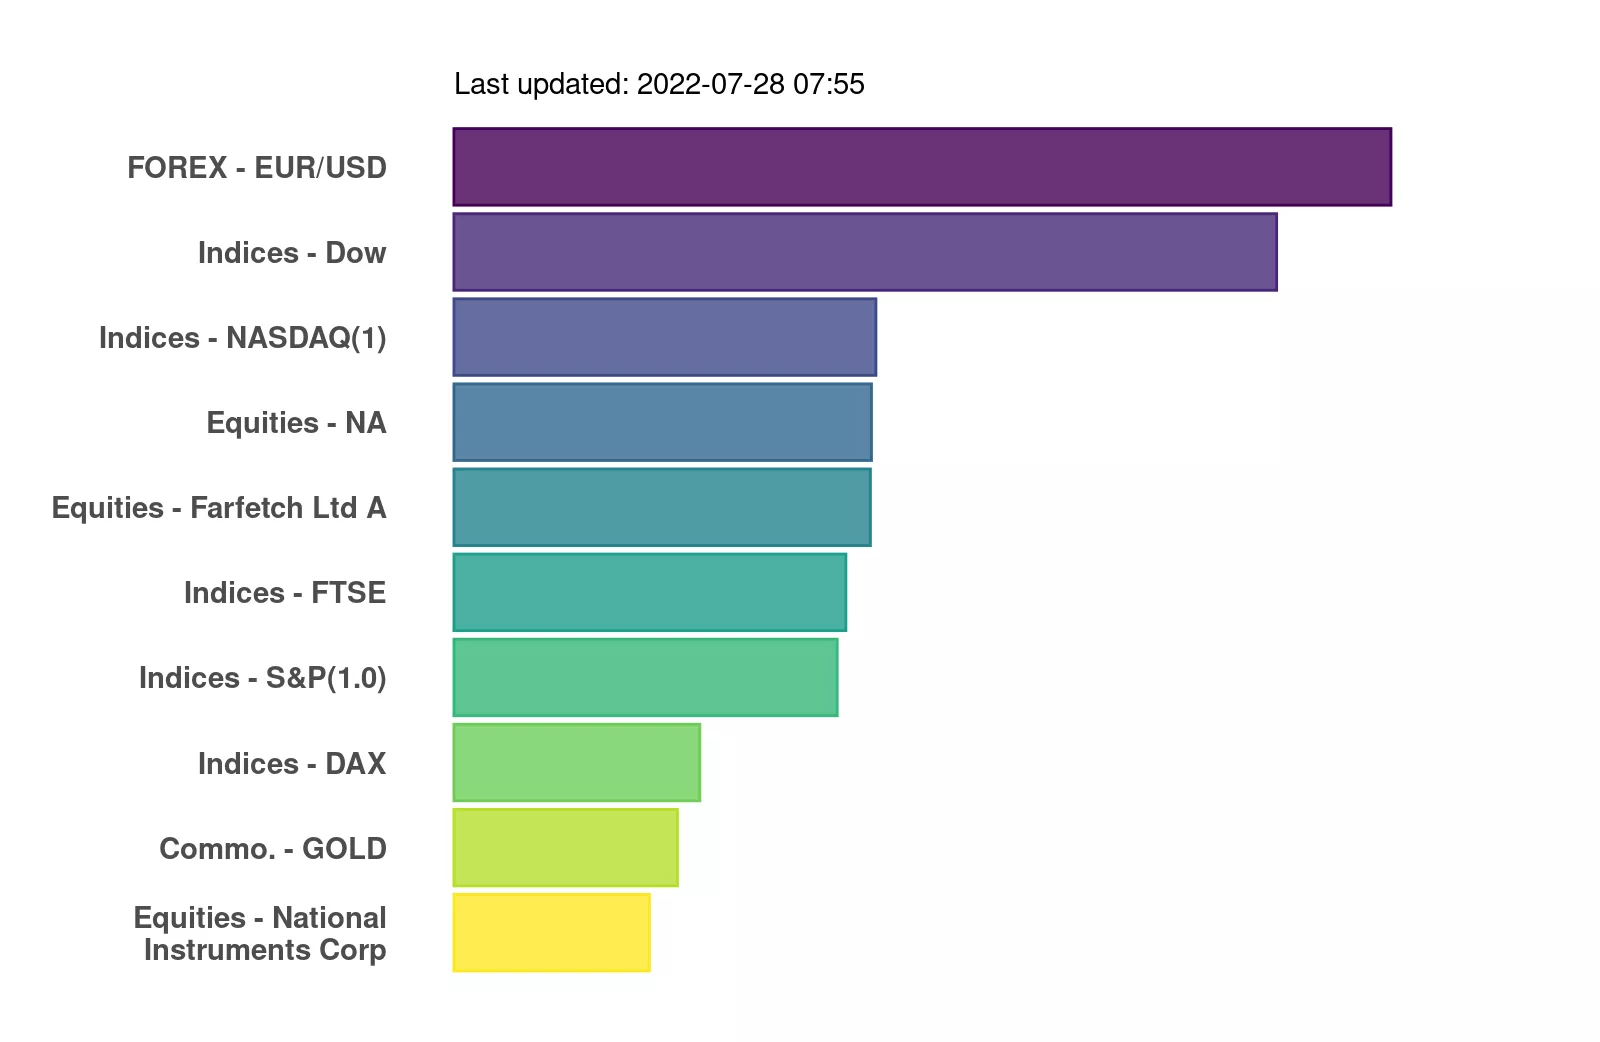 Last updated: 2022-07-28 07:55
FOREX - EUR/USD
Indices - Dow
Indices - NASDAQ(1)
Equities - NA
Equities - Farfetch Ltd A
Indices - FTSE
Indices - S&P(1.0)
Indices - DAX
Commo. - GOLD
Equities - National
Instruments Corp